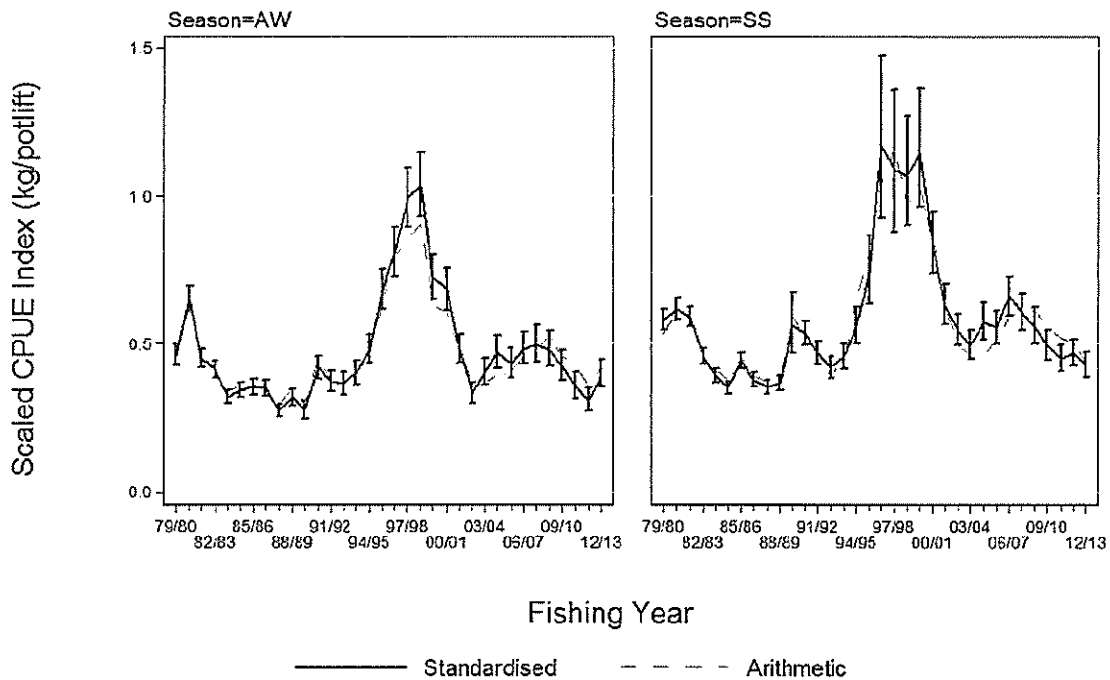 Season=AW
Season=SS
Scaled CPUE Index (kg/potlift)
1.5
1.0
0.5
0.0
79/80 85/86 91/92 97/98 03/04 09/10
82/83 88/89 94/95 00/01 06/07 12/13
79/80 85/86 91/92 97/98 03/04 09/10
82/83 88/89 94/95 00/01 06/07 12/13
Fishing Year
Standardised
Arithmetic